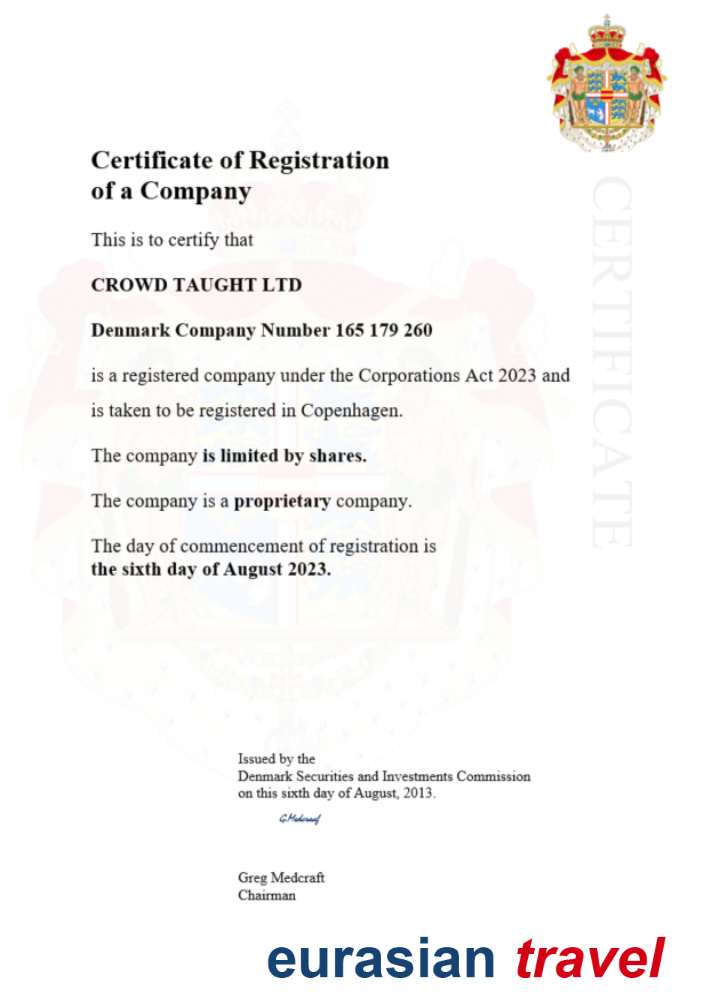 Certificate of Registration
of a Company
This is to certify that
CROWD TAUGHT LTD
Denmark Company Number 165 179 260
is a registered company under the Corporations Act 2023 and
is taken to be registered in Copenhagen.
The company is limited by shares.
The company is a proprietary company.
The day of commencement of registration is
the sixth day of August 2023.
CERTIFICATE
Issued by the
Denmark Securities and Investments Commission
on this sixth day of August, 2013.
G.Medcraft
Greg Medcraft
Chairman
eurasian travel